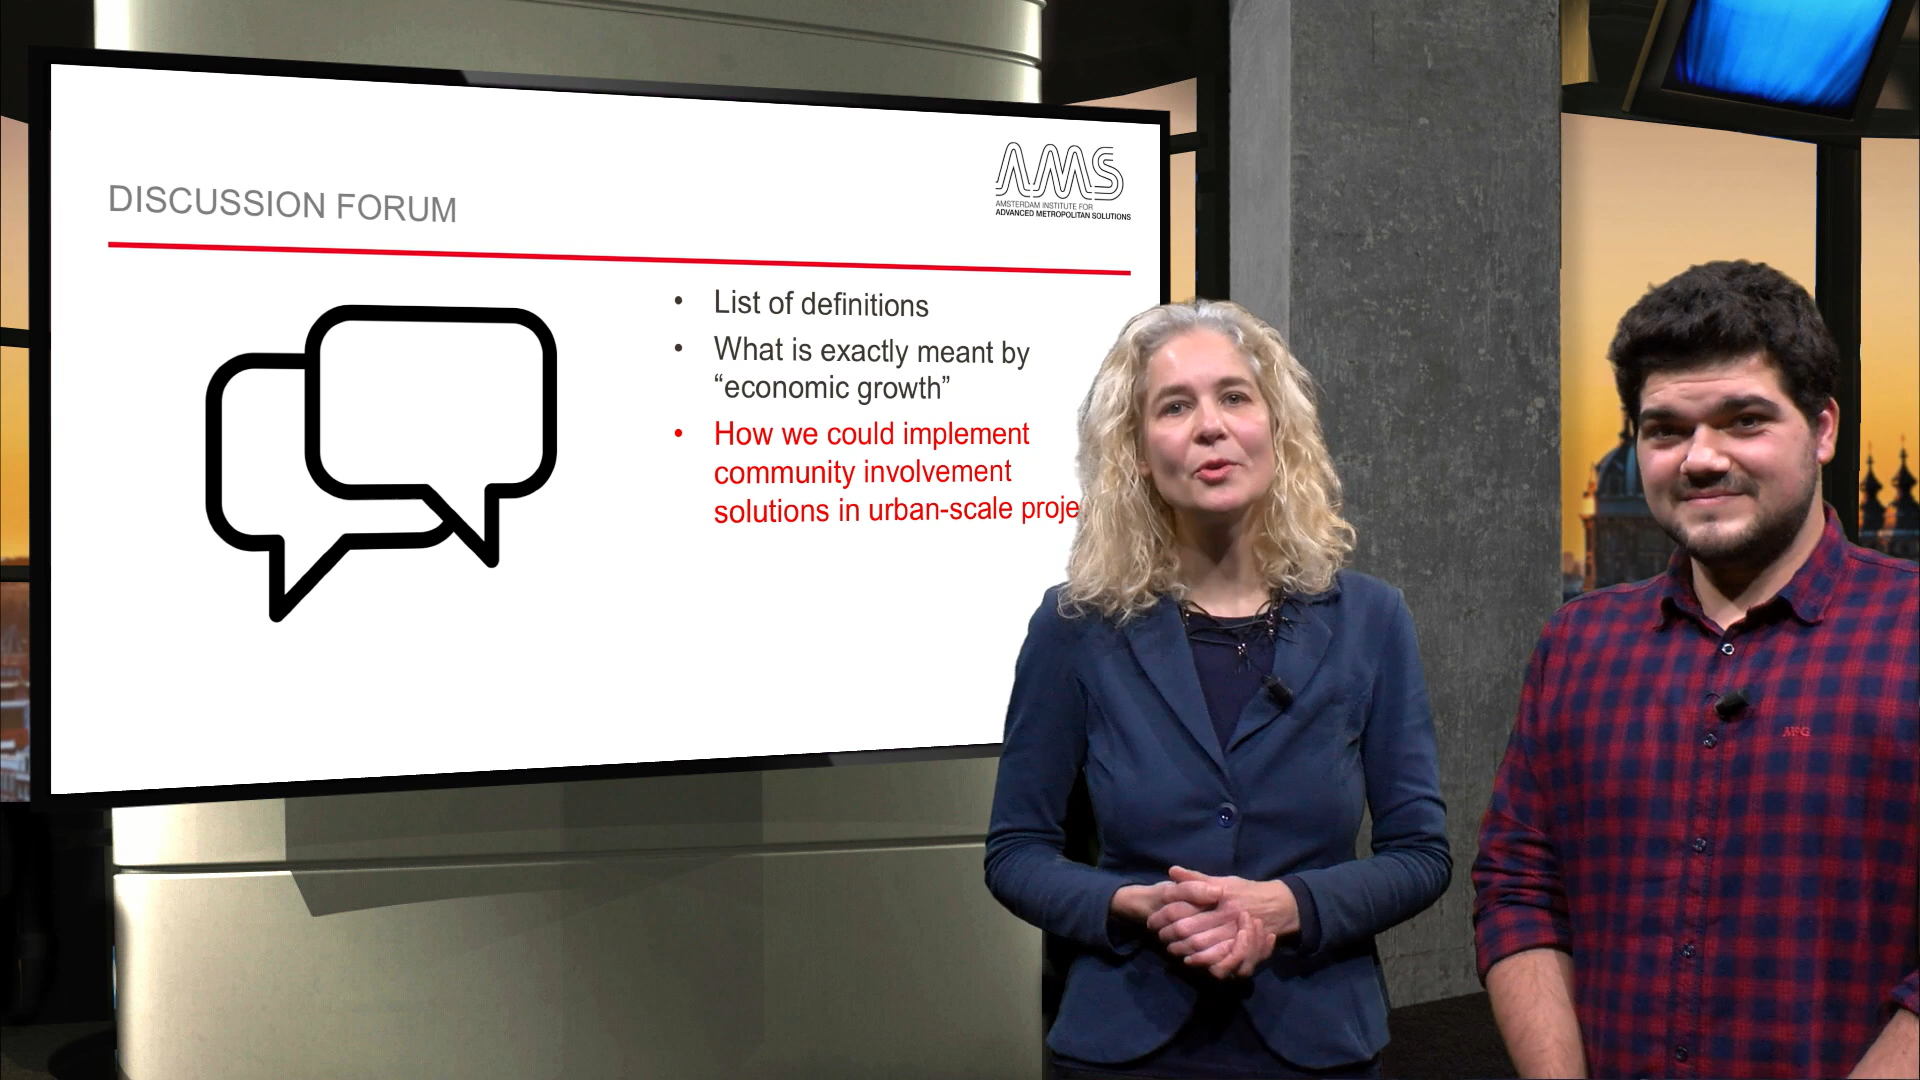 AMS
AMSTERDAM INSTITUTE FOR
ADVANCED METROPOLITAN SOLUTIONS
DISCUSSION FORUM
• List of definitions
• What is exactly meant by
“economic growth”
• How we could implement
community involvement
solutions in urban-scale proje
McG